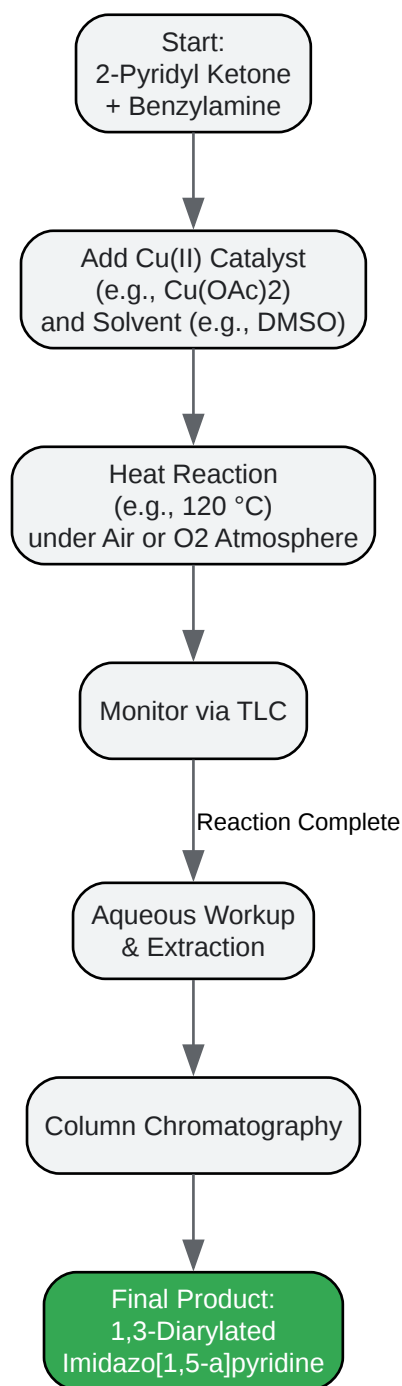 Start:
2-Pyridyl Ketone
+ Benzylamine
Add Cu(II) Catalyst
(e.g., Cu(OAc)2)
and Solvent (e.g., DMSO)
Heat Reaction
(e.g., 120 °C)
under Air or O2 Atmosphere
Monitor via TLC
Reaction Complete
Aqueous Workup
& Extraction
Column Chromatography
Final Product:
1,3-Diarylated
Imidazo[1,5-a]pyridine